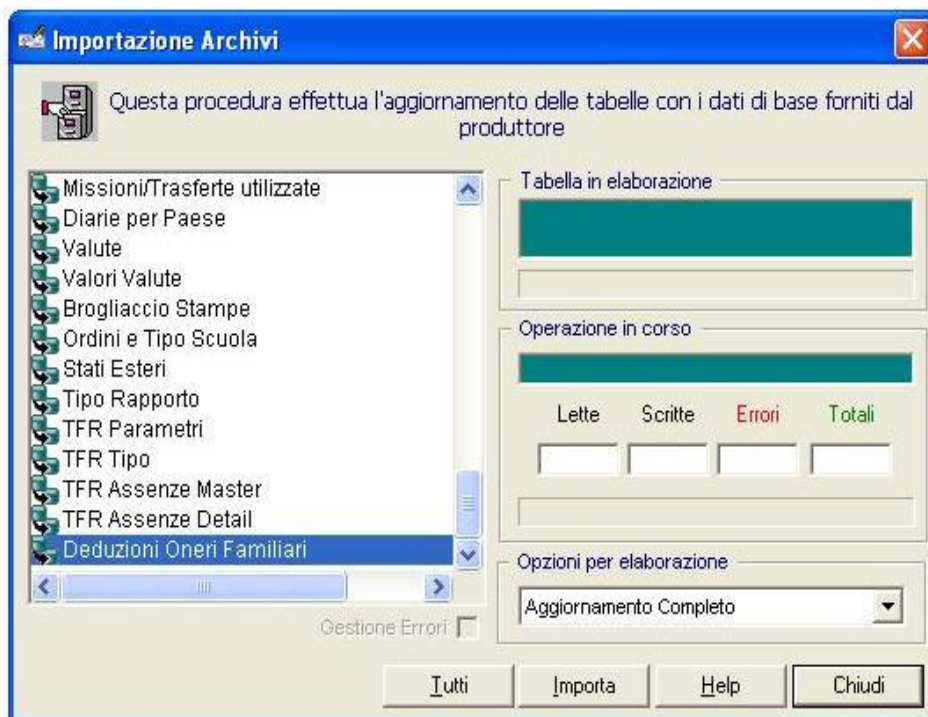 Importazione Archivi
Questa procedura effettua l'aggiornamento delle tabelle con i dati di base forniti dal
produttore
Missioni/Trasferte utilizzate
Diarie per Paese
Valute
Valori Valute
Brogliaccio Stampe
Ordini e Tipo Scuola
Stati Esteri
Tipo Rapporto
TFR Parametri
TFR Tipo
TFR Assenze Master
TFR Assenze Detail
Deduzioni Oneri Familiari
Gestione Errori
Tabella in elaborazione
Operazione in corso
Lette Scritte Errori Totali
Opzioni per elaborazione
Aggiornamento Completo
Tutti Importa Help Chiudi